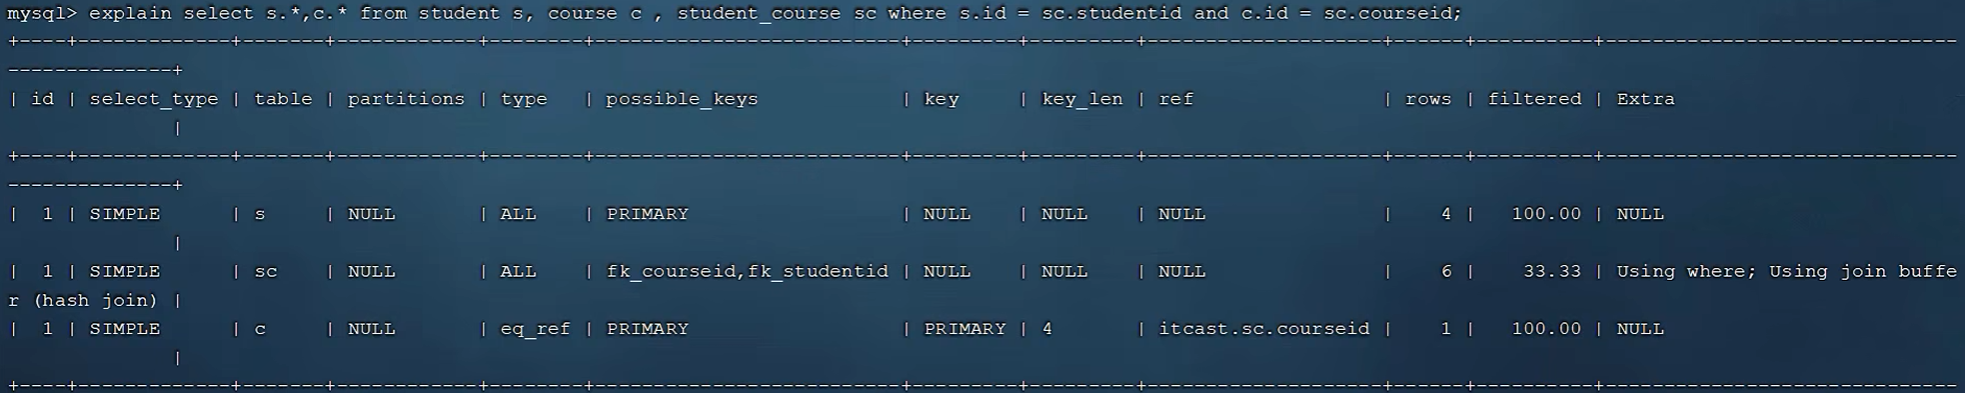 mysql> explain select s.*,c.* from student s, course c , student_course sc where s.id = sc.studentid and c.id = sc.courseid;
+----+-------------+-------+------------+--------+--------------------------+---------+---------+--------------------+------+----------+------------------------------
--------------+
| id | select_type | table | partitions | type   | possible_keys            | key     | key_len | ref                | rows | filtered | Extra
              |
+----+-------------+-------+------------+--------+--------------------------+---------+---------+--------------------+------+----------+------------------------------
--------------+
|  1 | SIMPLE      | s     | NULL       | ALL    | PRIMARY                  | NULL    | NULL    | NULL               |    4 |   100.00 | NULL
              |
|  1 | SIMPLE      | sc    | NULL       | ALL    | fk_courseid,fk_studentid | NULL    | NULL    | NULL               |    6 |    33.33 | Using where; Using join buffe
r (hash join) |
|  1 | SIMPLE      | c     | NULL       | eq_ref | PRIMARY                  | PRIMARY | 4       | itcast.sc.courseid |    1 |   100.00 | NULL
              |
+----+-------------+-------+------------+--------+--------------------------+---------+---------+--------------------+------+----------+------------------------------